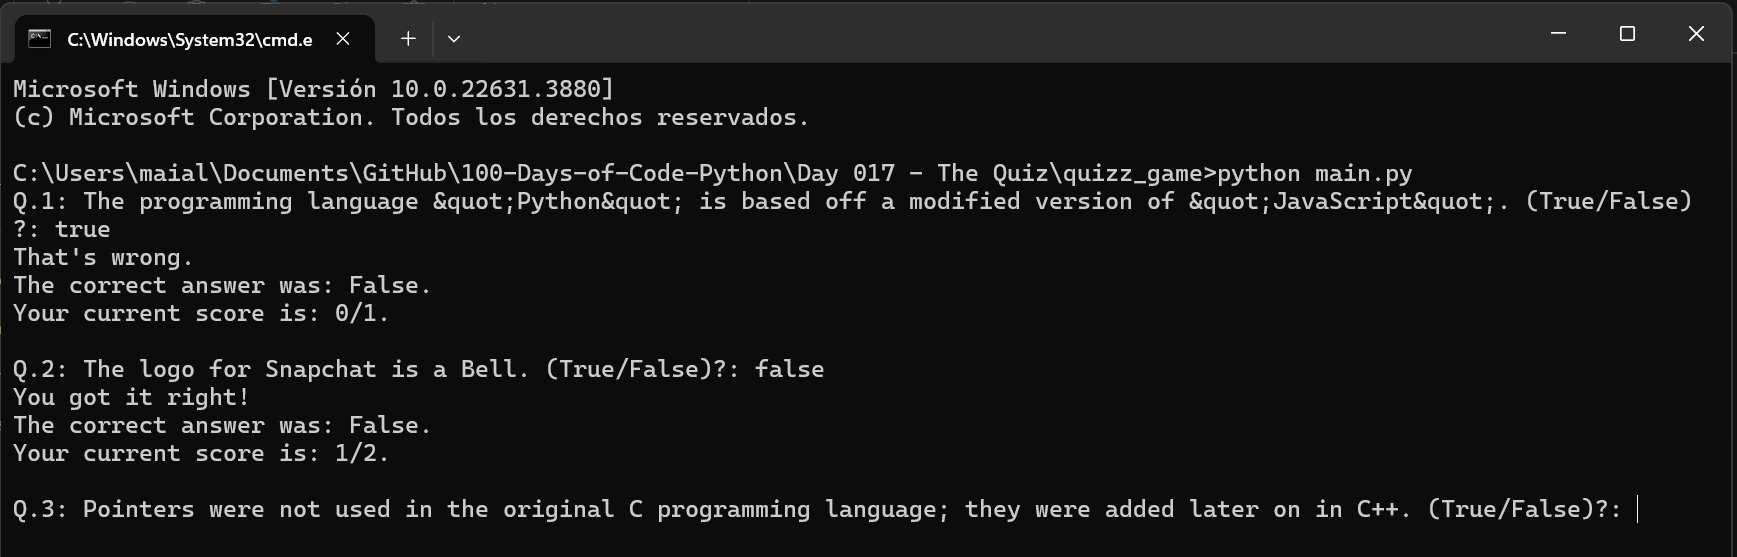 C:\Windows\System32\cmd.e
Microsoft Windows [Versión 10.0.22631.3880]
(c) Microsoft Corporation. Todos los derechos reservados.
C:\Users\maial\Documents\GitHub\100-Days-of-Code-Python\Day 017 - The Quiz\quizz_game>python main.py
Q.1: The programming language &quot;Python&quot; is based off a modified version of &quot;JavaScript&quot;. (True/False)
?: true
That's wrong.
The correct answer was: False.
Your current score is: 0/1.
Q.2: The logo for Snapchat is a Bell. (True/False)?: false
You got it right!
The correct answer was: False.
Your current score is: 1/2.
Q.3: Pointers were not used in the original C programming language; they were added later on in C++. (True/False)?: